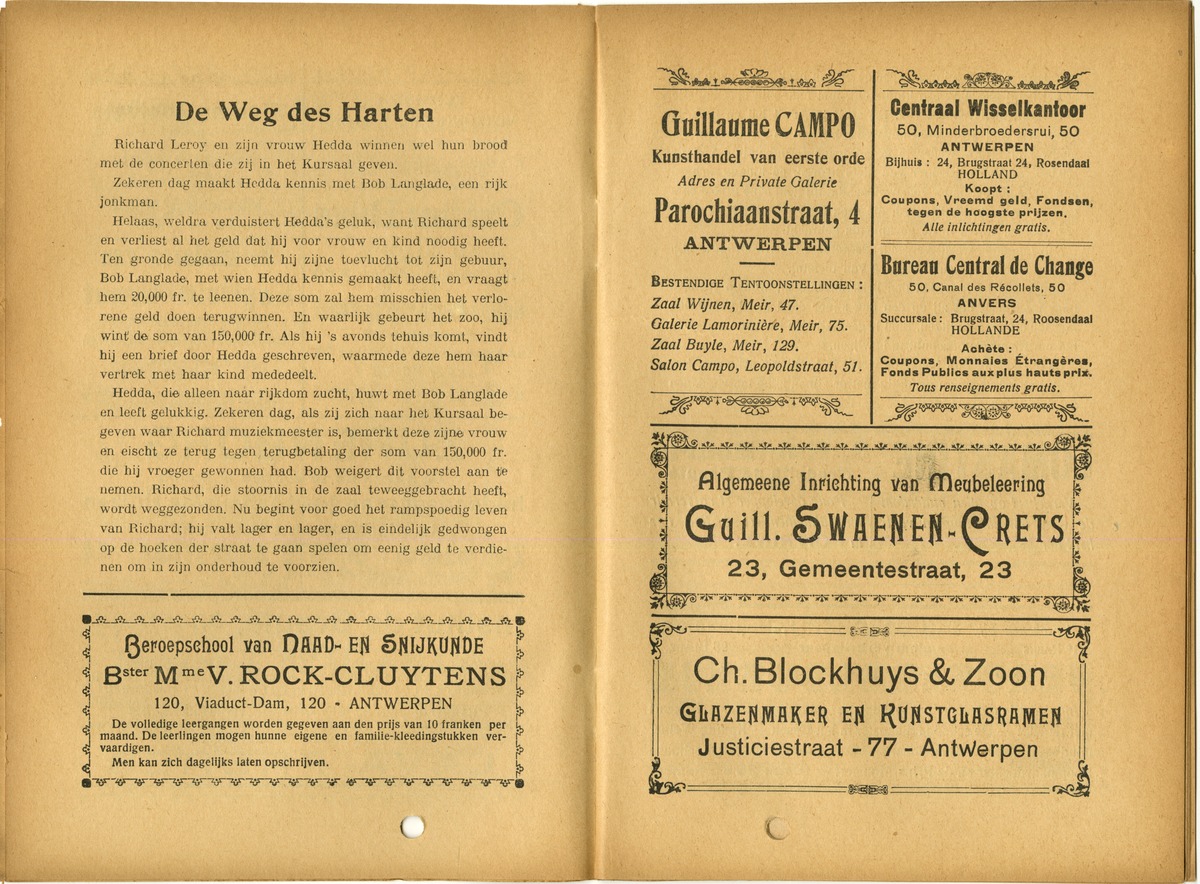 De Weg des Harten
Richard Leroy en zijn vrouw Hedda winnen wel hun brood
met de concerten die zij in het Kursaal geven.
Zekeren dag maakt Hedda kennis met Bob Langlade, een rijk
jonkman.
Helaas, weldra verduistert Hedda's geluk, want Richard speelt
en verliest al het geld dat hij voor vrouw en kind noodig heeft.
Ten gronde gegaan, neemt hij zijne toevlucht tot zijn gebuur,
Bob Langlade, met wien Hedda kennis gemaakt heeft, en vraagt
hem 20,000 fr. te leenen. Deze som zal hem misschien het verlo-
rene geld doen terugwinnen. En waarlijk gebeurt het zoo, hij
wint de som van 150,000 fr. Als hij 's avonds tehuis komt, vindt
hij een brief door Hedda geschreven, waarmede deze hem haar
vertrek met haar kind mededeelt.
Hedda, die alleen naar rijkdom zucht, huwt met Bob Langlade
en leeft gelukkig. Zekeren dag, als zij zich naar het Kursaal be-
geven waar Richard muziekmeester is, bemerkt deze zijne vrouw
en eischt ze terug tegen terugbetaling der som van 150,000 fr.
die hij vroeger gewonnen had. Bob weigert dit voorstel aan te
nemen. Richard, die stoornis in de zaal teweeggebracht heeft,
wordt weggezonden. Nu begint voor goed het rampspoedig leven
van Richard; hij valt lager en lager, en is eindelijk gedwongen
op de hoeken der straat te gaan spelen om eenig geld te verdie-
nen om in zijn onderhoud te voorzien.
Beroepschool van NAAD- EN SNIJKUNDE
Bster Mme V. ROCK-CLUYTENS
120, Viaduct-Dam, 120 - ANTWERPEN
De volledige leergangen worden gegeven aan den prijs van 10 franken per
maand. De leerlingen mogen hunne eigene en familie-kleedingstukken ver-
vaardigen.
Men kan zich dagelijks laten opschrijven.
Guillaume CAMPO
Kunsthandel van eerste orde
Adres en Private Galerie
Parochiaanstraat, 4
ANTWERPEN
BESTENDIGE TENTOONSTELLINGEN :
Zaal Wijnen, Meir, 47.
Galerie Lamorinière, Meir, 75.
Zaal Buyle, Meir, 129.
Salon Campo, Leopoldstraat, 51.
Centraal Wisselkantoor
50, Minderbroedersrui, 50
ANTWERPEN
Bijhuis : 24, Brugstraat 24, Rosendaal
HOLLAND
Koopt :
Coupons, Vreemd geld, Fondsen,
tegen de hoogste prijzen.
Alle inlichtingen gratis.
Bureau Central de Change
50, Canal des Récollets, 50
ANVERS
Succursale : Brugstraat, 24, Roosendaal
HOLLANDE
Achète :
Coupons, Monnaies Étrangères,
Fonds Publics aux plus hauts prix.
Tous renseignements gratis.
Algemeene Inrichting van Meubeleering
Guill. SWAENEN-CRETS
23, Gemeentestraat, 23
Ch. Blockhuys & Zoon
GLAZENMAKER EN KUNSTGLASRAMEN
Justiciestraat - 77 - Antwerpen